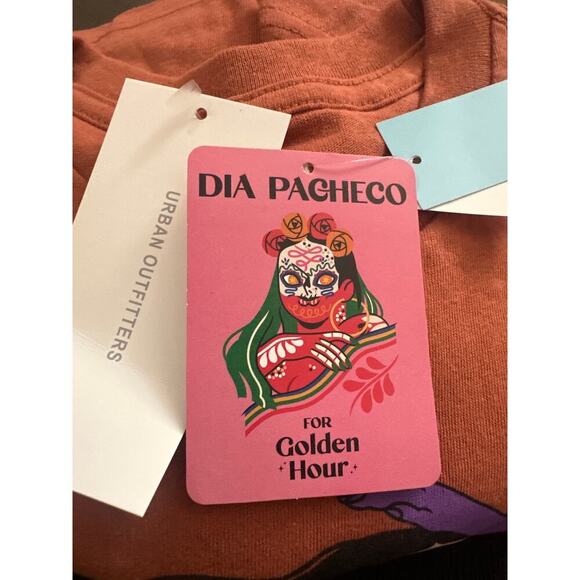 URBAN OUTFITTERS
DIA PACHECO
FOR
Golden
Hour